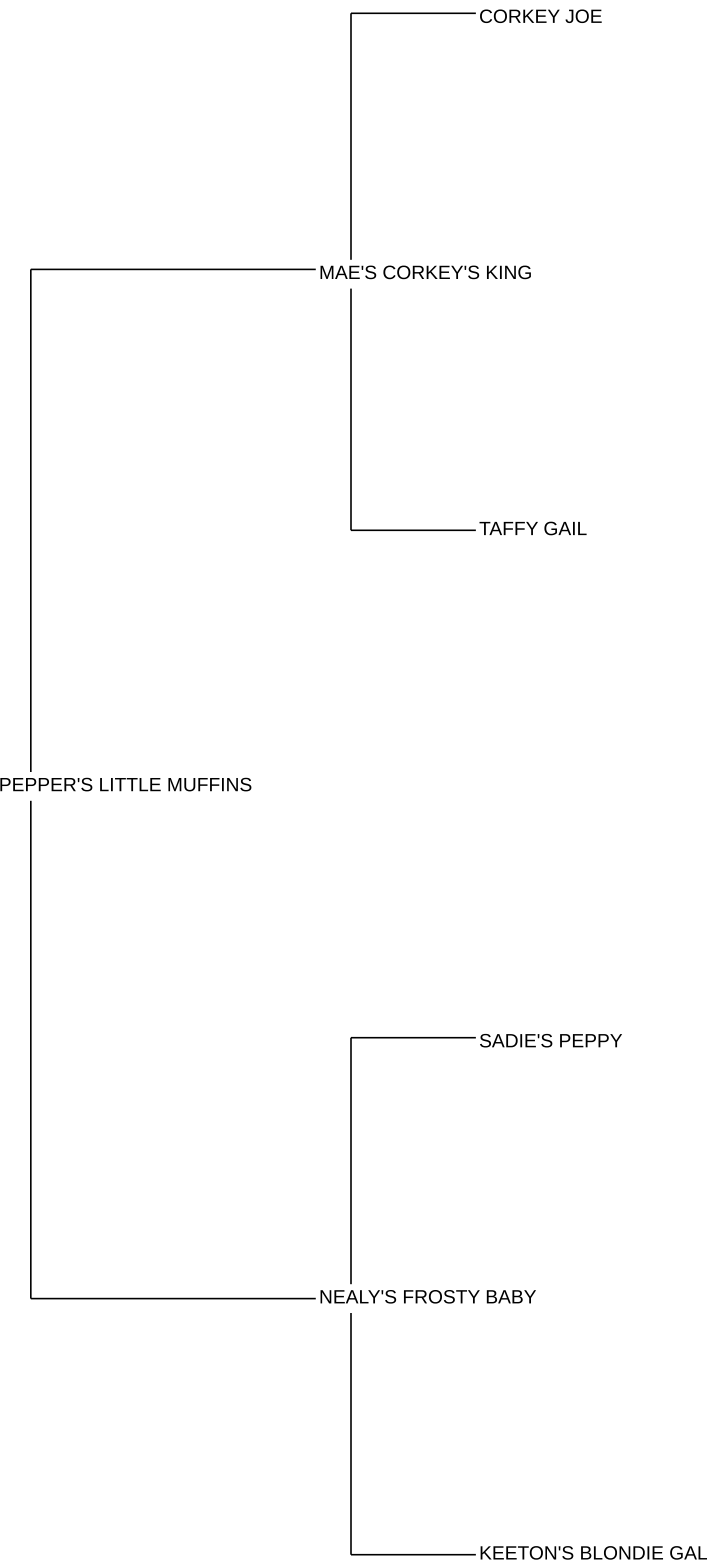 CORKEY JOE
MAE'S CORKEY'S KING
TAFFY GAIL
PEPPER'S LITTLE MUFFINS
SADIE'S PEPPY
NEALY'S FROSTY BABY
KEETON'S BLONDIE GAL